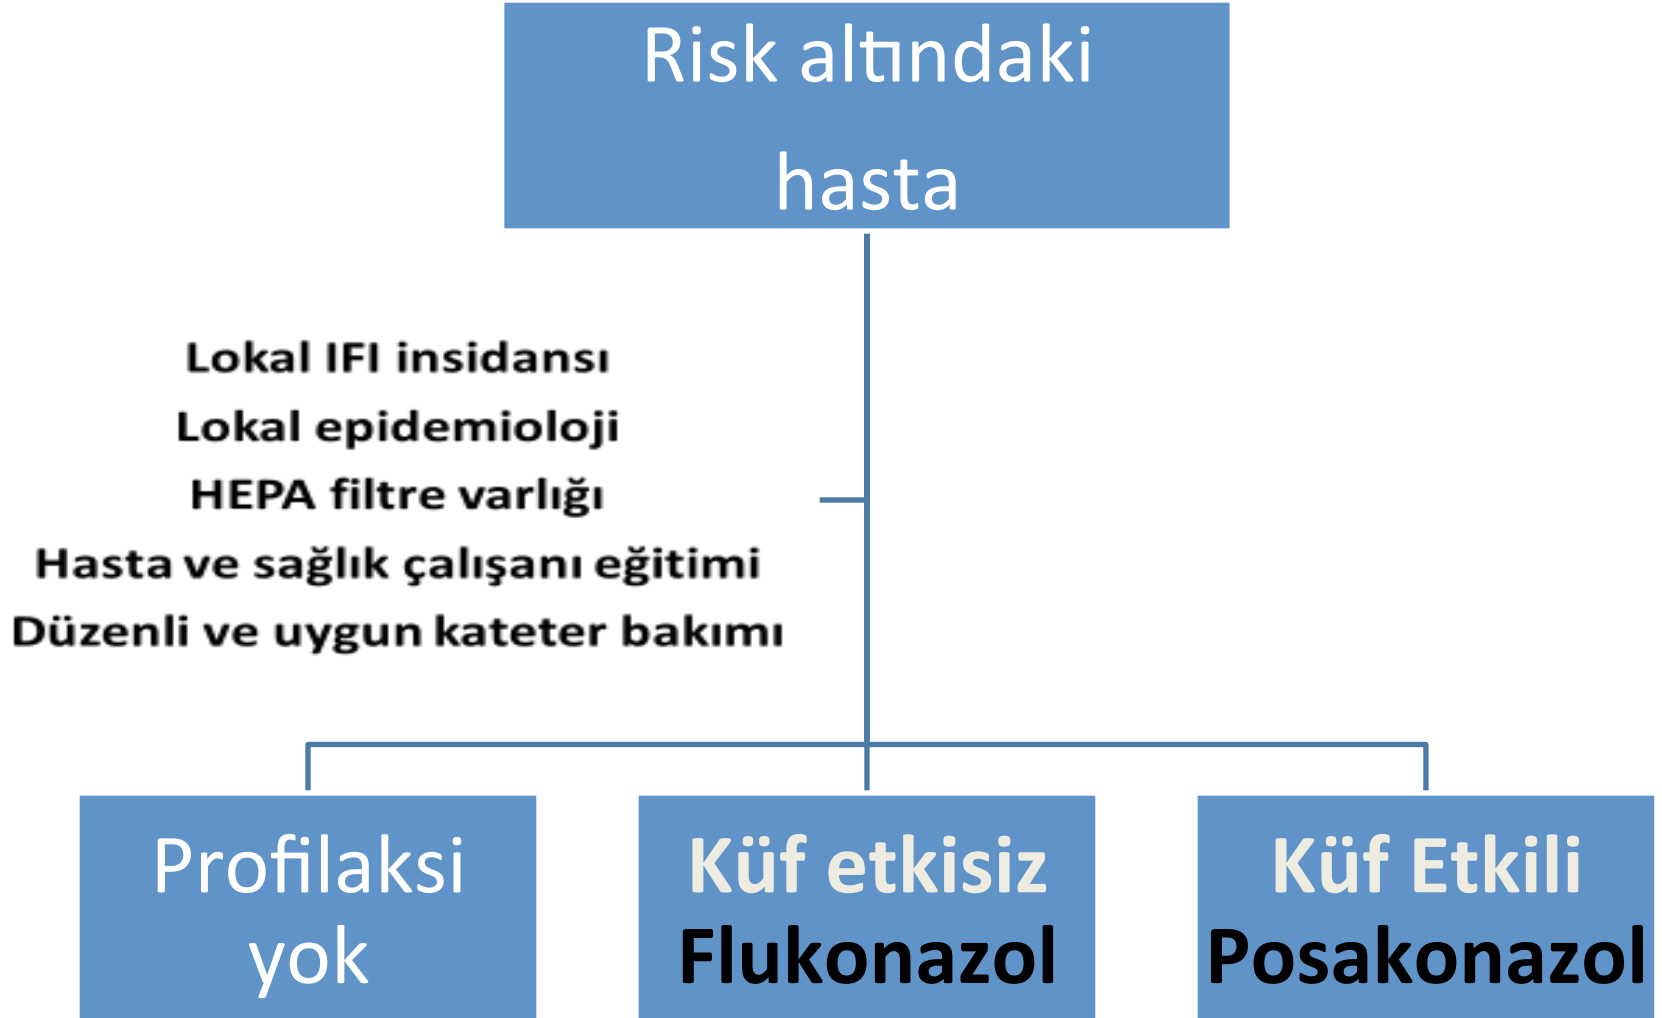 Risk altındaki
hasta
Lokal IFI insidansı
Lokal epidemioloji
HEPA filtre varlığı
Hasta ve sağlık çalışanı eğitimi
Düzenli ve uygun kateter bakımı
Profilaksi
yok
Küf etkisiz
Flukonazol
Küf Etkili
Posakonazol